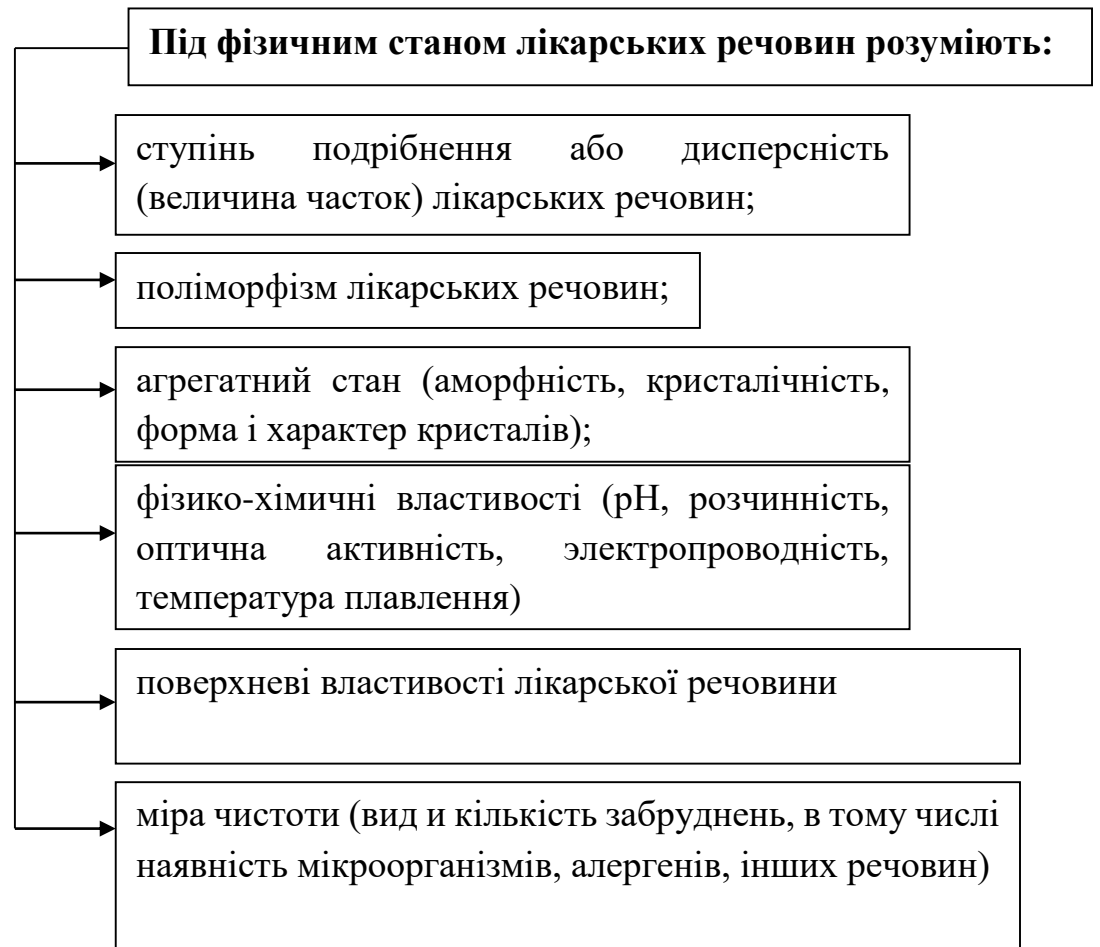 Під фізичним станом лікарських речовин розуміють:
ступінь подрібнення або дисперсність
(величина часток) лікарських речовин;
поліморфізм лікарських речовин;
агрегатний стан (аморфність, кристалічність,
форма і характер кристалів);
фізико-хімичні властивості (рН, розчинність,
оптична активність, электропроводність,
температура плавлення)
поверхневі властивості лікарської речовини
міра чистоти (вид и кількість забруднень, в тому числі
наявність мікроорганізмів, алергенів, інших речовин)